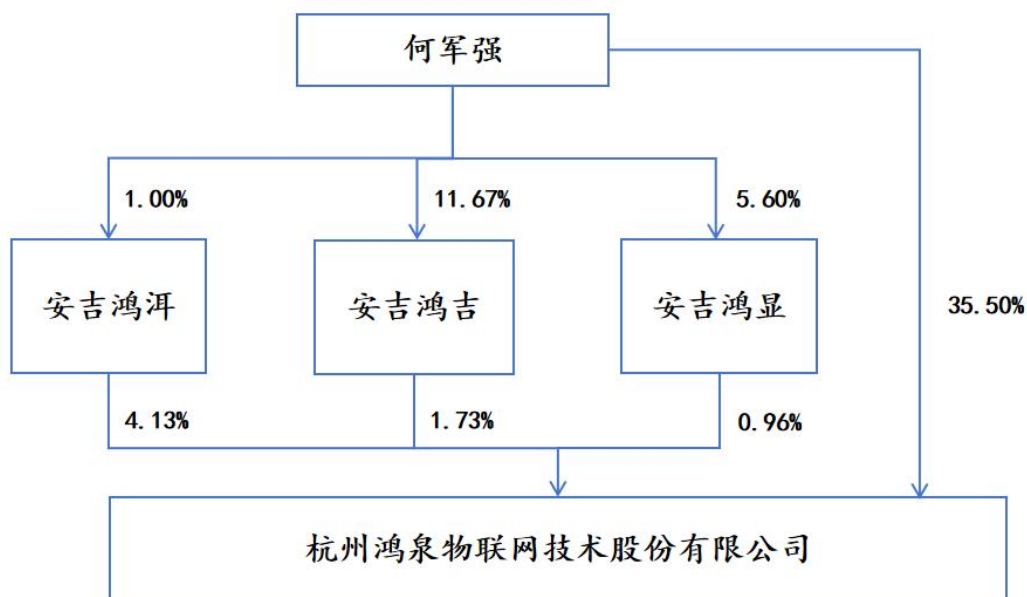 何军强
1.00%
11.67%
5.60%
安吉鸿洱
安吉鸿吉
安吉鸿显
35.50%
4.13%
1.73%
0.96%
杭州鸿泉物联网技术股份有限公司